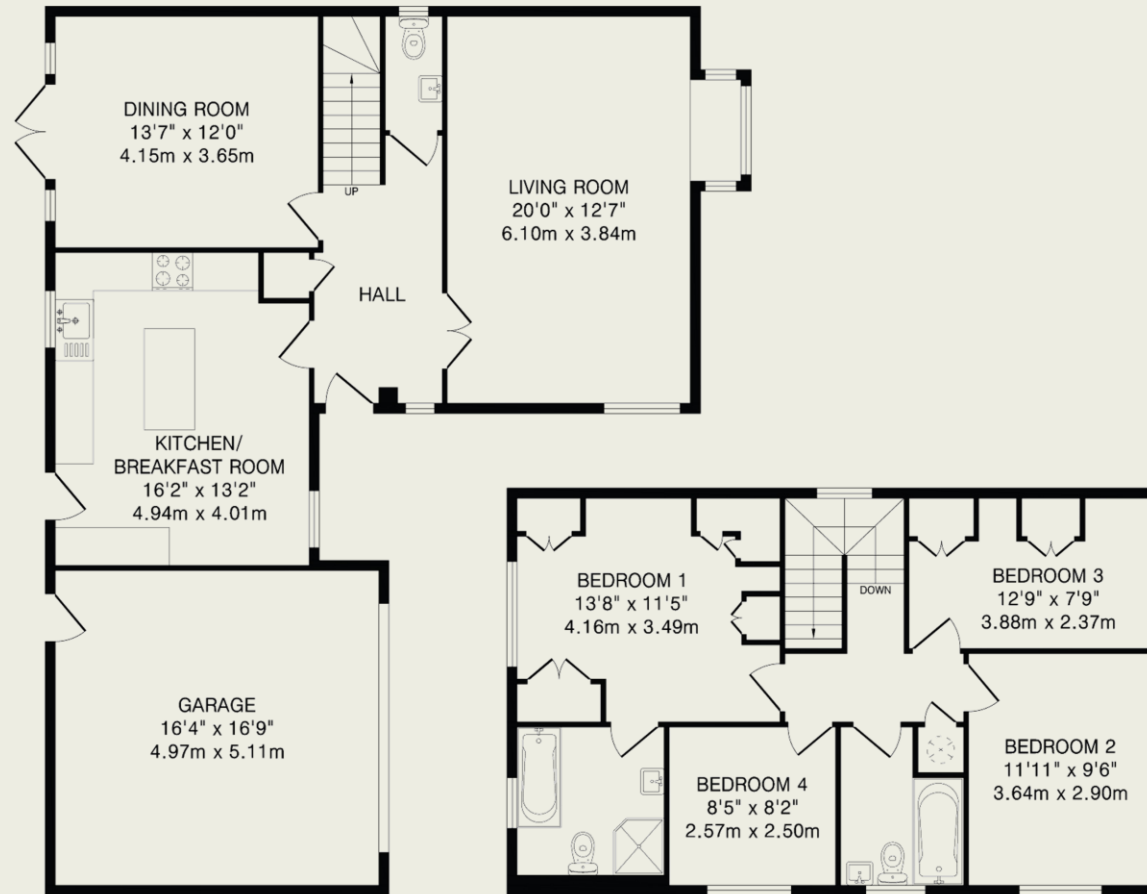 DINING ROOM
13'7" x 12'0"
4.15m x 3.65m
UP
LIVING ROOM
20'0" x 12'7"
6.10m x 3.84m
HALL
KITCHEN/
BREAKFAST ROOM
16'2" x 13'2"
4.94m x 4.01m
GARAGE
16'4" x 16'9"
4.97m x 5.11m
BEDROOM 1
13'8" x 11'5"
4.16m x 3.49m
DOWN
BEDROOM 3
12'9" x 7'9"
3.88m x 2.37m
BEDROOM 4
8'5" x 8'2"
2.57m x 2.50m
BEDROOM 2
11'11" x 9'6"
3.64m x 2.90m